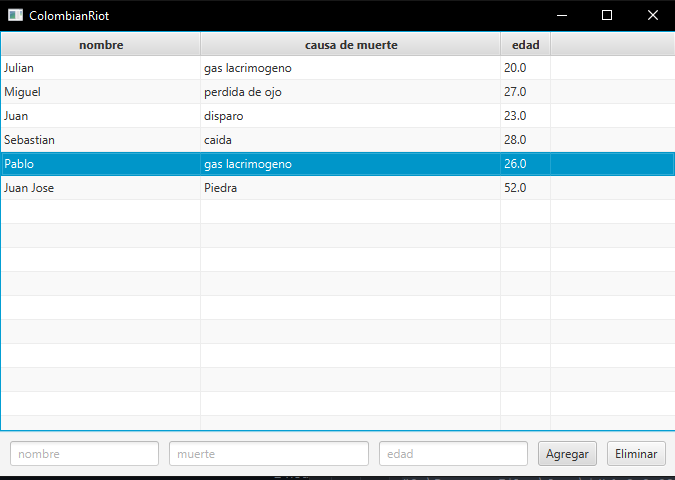 ColombianRiot
nombre causa de muerte edad
Julian gas lacrimogeno 20.0
Miguel perdida de ojo 27.0
Juan disparo 23.0
Sebastian caida 28.0
Pablo gas lacrimogeno 26.0
Juan Jose Piedra 52.0
nombre muerte edad Agregar Eliminar